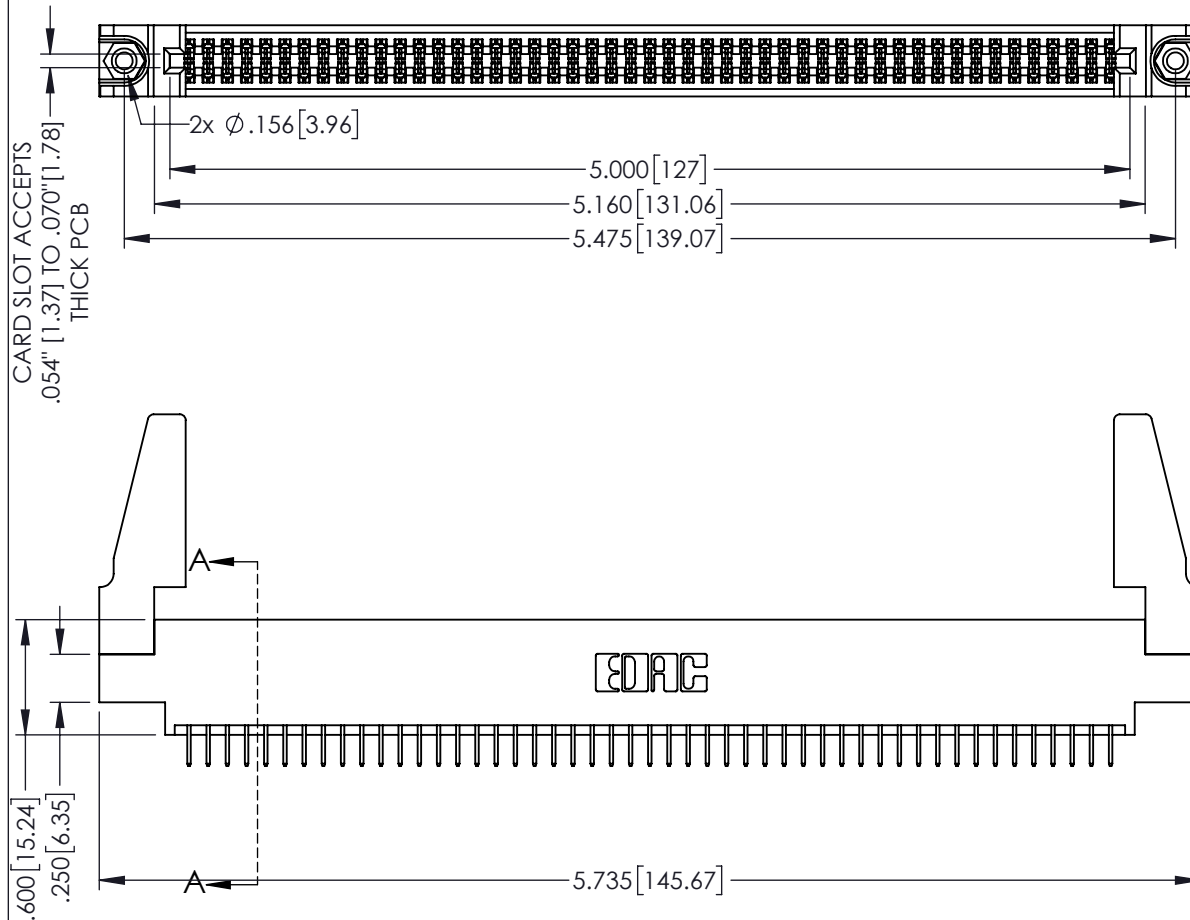 2x Ø.156[3.96]
5.000[127]
5.160[131.06]
5.475[139.07]
CARD SLOT ACCEPTS
.054" [1.37] TO .070"[1.78]
THICK PCB
A
EDAC
.600[15.24]
.250[6.35]
A
5.735[145.67]